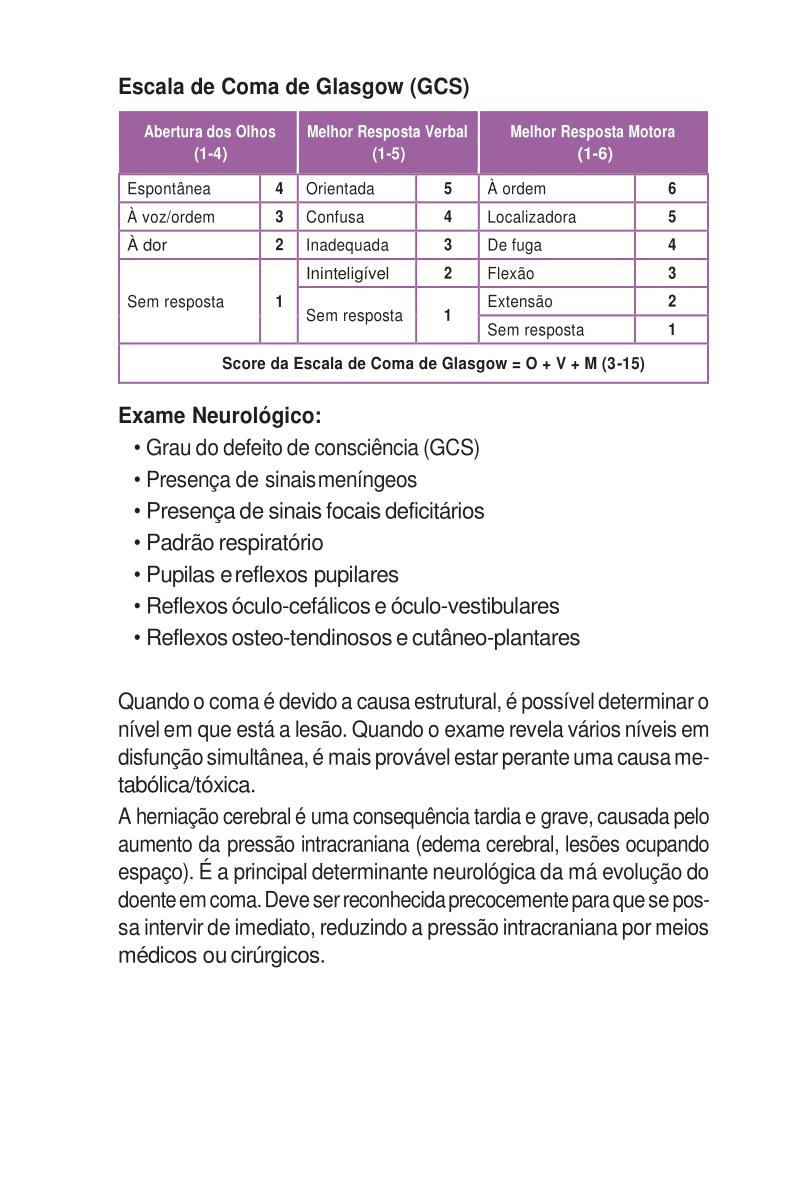 Escala de Coma de Glasgow (GCS)
Abertura dos Olhos (1-4) Melhor Resposta Verbal (1-5) Melhor Resposta Motora (1-6)
Espontânea 4 Orientada 5 À ordem 6
À voz/ordem 3 Confusa 4 Localizadora 5
À dor 2 Inadequada 3 De fuga 4
Ininteligível 2 Flexão 3
Sem resposta 1 Extensão 2
Sem resposta 1
Sem resposta 1
Score da Escala de Coma de Glasgow = O + V + M (3-15)
Exame Neurológico:
• Grau do defeito de consciência (GCS)
• Presença de sinais meníngeos
• Presença de sinais focais deficitários
• Padrão respiratório
• Pupilas e reflexos pupilares
• Reflexos óculo-cefálicos e óculo-vestibulares
• Reflexos osteo-tendinosos e cutâneo-plantares
Quando o coma é devido a causa estrutural, é possível determinar o
nível em que está a lesão. Quando o exame revela vários níveis em
disfunção simultânea, é mais provável estar perante uma causa me-
tabólica/tóxica.
A herniação cerebral é uma consequência tardia e grave, causada pelo
aumento da pressão intracraniana (edema cerebral, lesões ocupando
espaço). É a principal determinante neurológica da má evolução do
doente em coma. Deve ser reconhecida precocemente para que se pos-
sa intervir de imediato, reduzindo a pressão intracraniana por meios
médicos ou cirúrgicos.